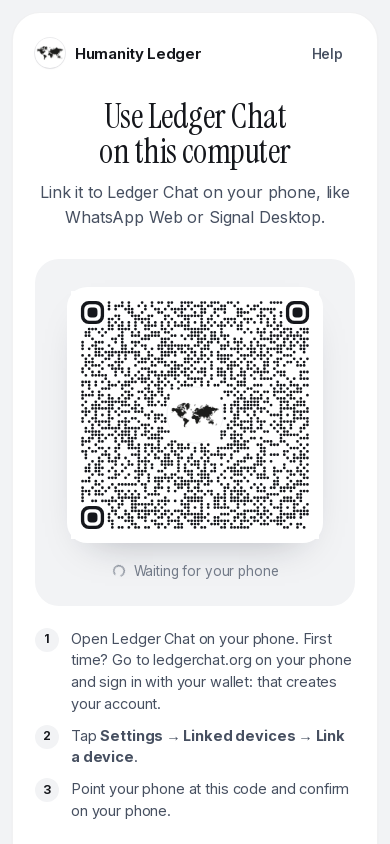 Humanity Ledger
Help
Use Ledger Chat
on this computer
Link it to Ledger Chat on your phone, like
WhatsApp Web or Signal Desktop.
Waiting for your phone
1
Open Ledger Chat on your phone. First
time? Go to ledgerchat.org on your phone
and sign in with your wallet: that creates
your account.
2
Tap Settings → Linked devices → Link
a device.
3
Point your phone at this code and confirm
on your phone.